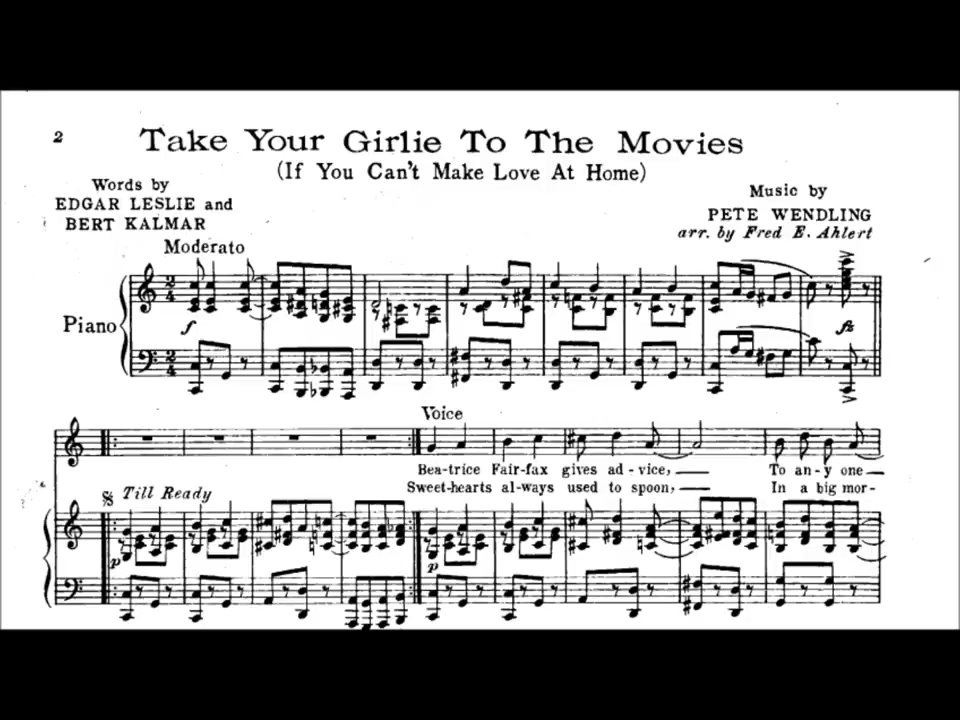 2
Take Your Girlie To The Movies
(If You Can't Make Love At Home)
Words by
EDGAR LESLIE and
BERT KALMAR
Music by
PETE WENDLING
arr. by Fred E. Ahlert
Moderato
Piano
f
fz
Voice
Bea-trice Fair-fax gives ad-vice, To an-y one
Sweet-hearts al-ways used to spoon, In a big mor-
Till Ready
p
p